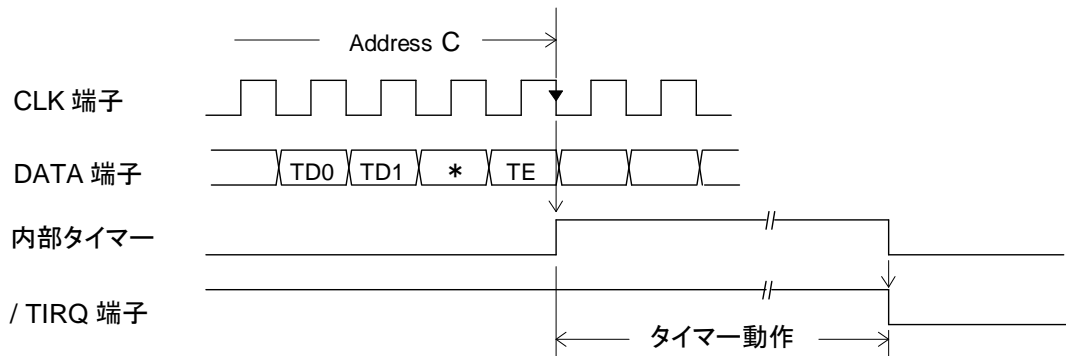 Address C
CLK 端子
DATA 端子
TD0 TD1 * TE
内部タイマー
/ TIRQ 端子
タイマー動作